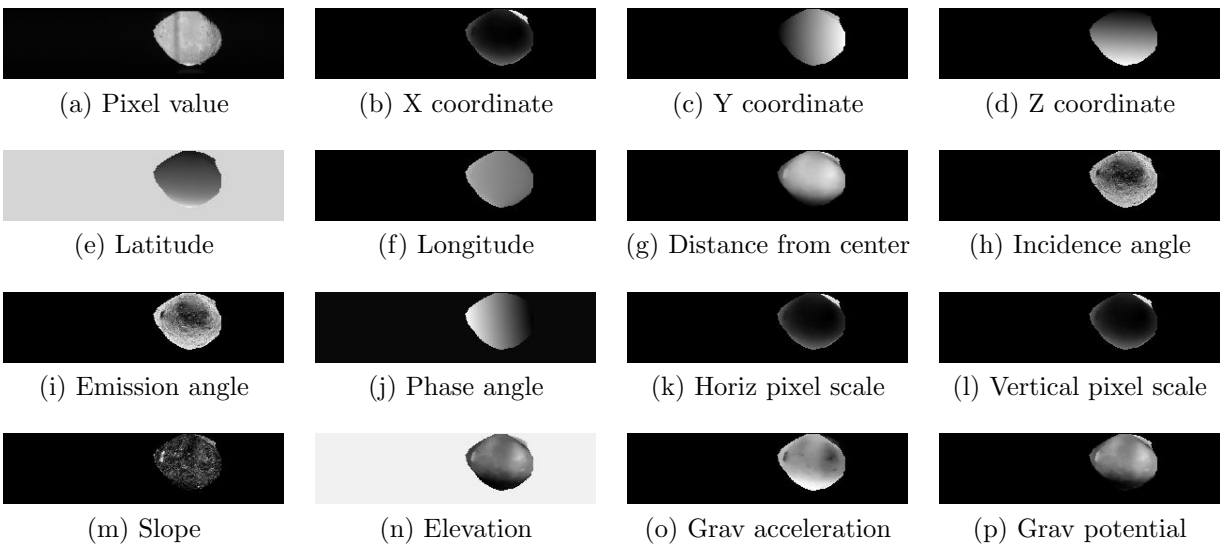 (a) Pixel value
(b) X coordinate
(c) Y coordinate
(d) Z coordinate
(e) Latitude
(f) Longitude
(g) Distance from center
(h) Incidence angle
(i) Emission angle
(j) Phase angle
(k) Horiz pixel scale
(l) Vertical pixel scale
(m) Slope
(n) Elevation
(o) Grav acceleration
(p) Grav potential